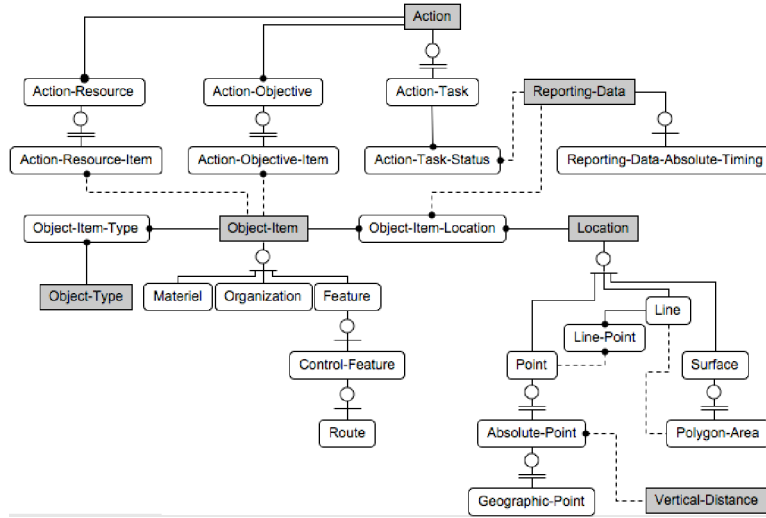 Action
Action-Resource
Action-Objective
Action-Task
Reporting-Data
Action-Resource-Item
Action-Objective-Item
Action-Task-Status
Reporting-Data-Absolute-Timing
Object-Item-Type
Object-Item
Object-Item-Location
Location
Object-Type
Materiel
Organization
Feature
Line
Line-Point
Control-Feature
Point
Surface
Route
Absolute-Point
Polygon-Area
Geographic-Point
Vertical-Distance